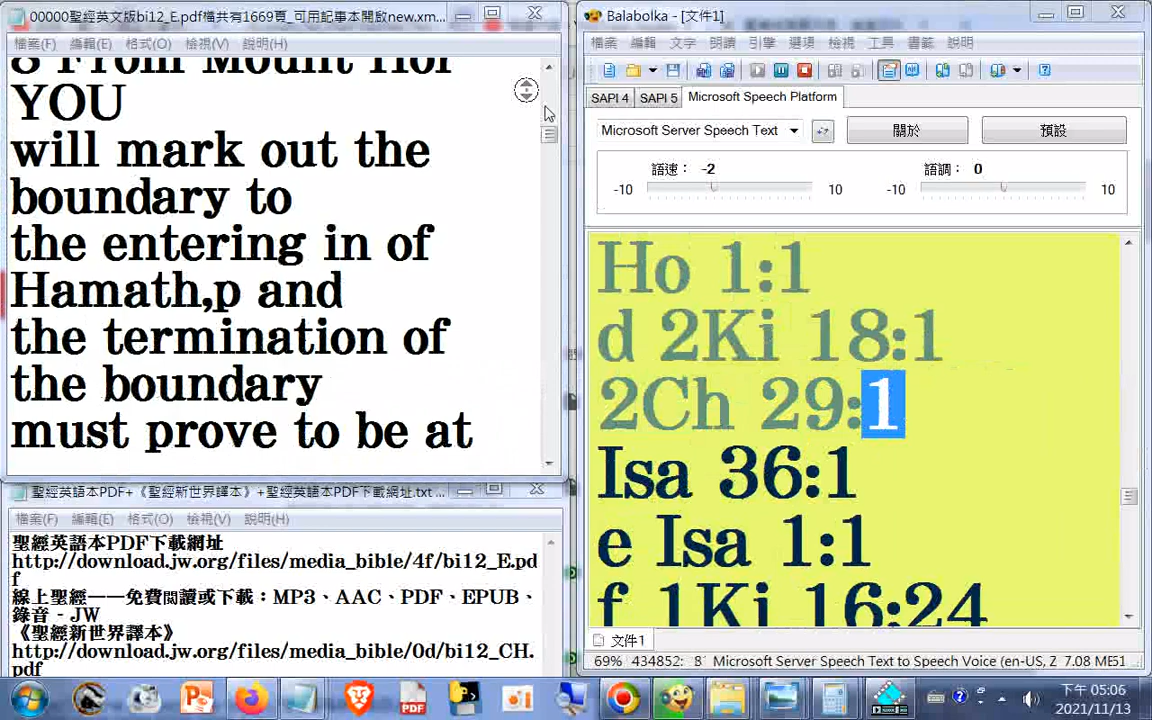 00000聖經英文版bi12_E.pdf檔共有1669頁_可用記事本開啟new.xm...
檔案(F) 編輯(E) 格式(O) 檢視(V) 說明(H)
8 From Mount Hor
YOU
will mark out the
boundary to
the entering in of
Hamath,p and
the termination of
the boundary
must prove to be at
聖經英語本PDF+《聖經新世界譯本》+聖經英語本PDF下載網址.txt ...
檔案(F) 編輯(E) 格式(O) 檢視(V) 說明(H)
聖經英語本PDF下載網址
http://download.jw.org/files/media_bible/4f/bi12_E.pd
f
線上聖經——免費閱讀或下載：MP3、AAC、PDF、EPUB、
錄音 - JW
《聖經新世界譯本》
http://download.jw.org/files/media_bible/0d/bi12_CH.
pdf
Balabolka - [文件1]
檔案 編輯 文字 朗讀 引擎 選項 檢視 工具 書籤 說明
SAPI 4 SAPI 5 Microsoft Speech Platform
Microsoft Server Speech Text 關於 預設
語速： -2 語調： 0
-10 10 -10 10
Ho 1:1
d 2Ki 18:1
2Ch 29:1
Isa 36:1
e Isa 1:1
f 1Ki 16:24
文件1
69% 434852: 8 Microsoft Server Speech Text to Speech Voice (en-US, Z 7.08 ME51
下午 05:06
2021/11/13